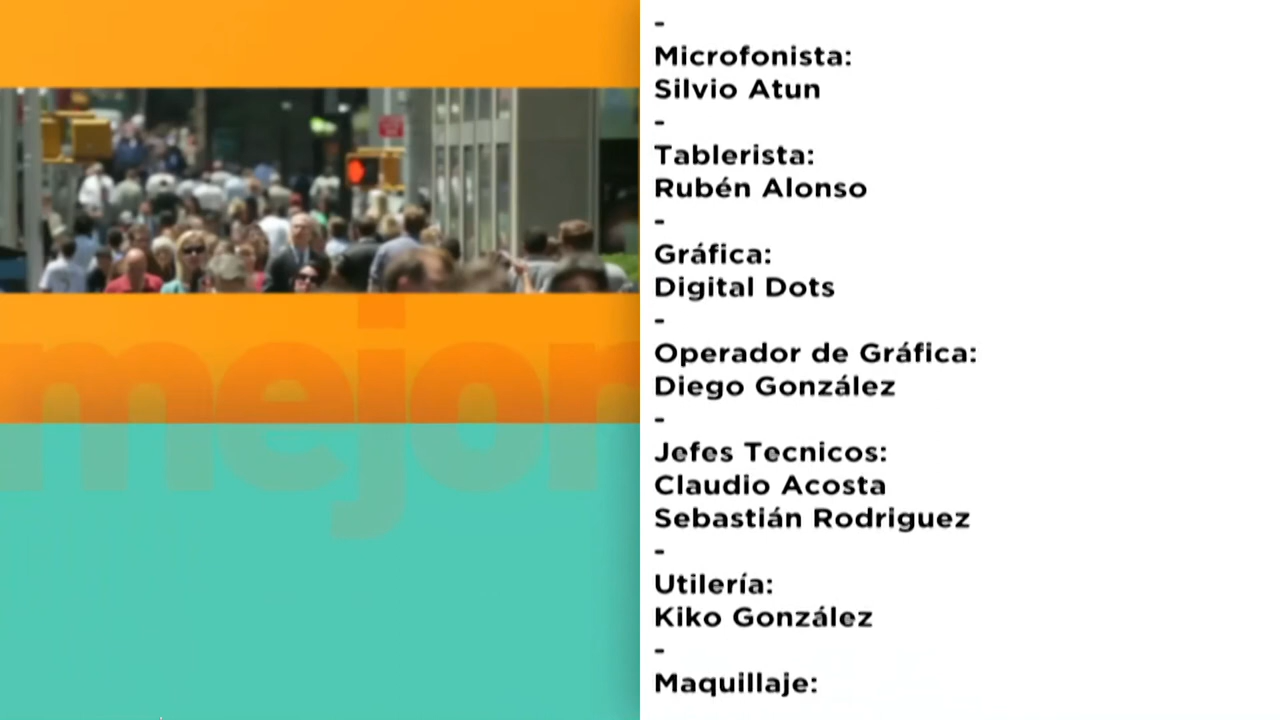 mejor
-
Microfonista:
Silvio Atun
-
Tablerista:
Rubén Alonso
-
Gráfica:
Digital Dots
-
Operador de Gráfica:
Diego González
-
Jefes Tecnicos:
Claudio Acosta
Sebastián Rodriguez
-
Utilería:
Kiko González
-
Maquillaje: